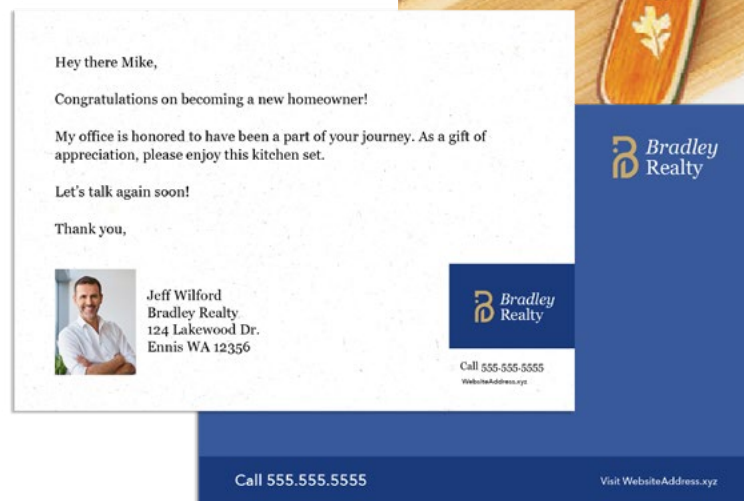 Hey there Mike,
Congratulations on becoming a new homeowner!
My office is honored to have been a part of your journey. As a gift of
appreciation, please enjoy this kitchen set.
Let's talk again soon!
Thank you,
Jeff Wilford
Bradley Realty
124 Lakewood Dr.
Ennis WA 12356
Bradley
Realty
Call 555-555-5555
WebsiteAddress.xyz
Bradley
Realty
Call 555.555.5555
Visit WebsiteAddress.xyz